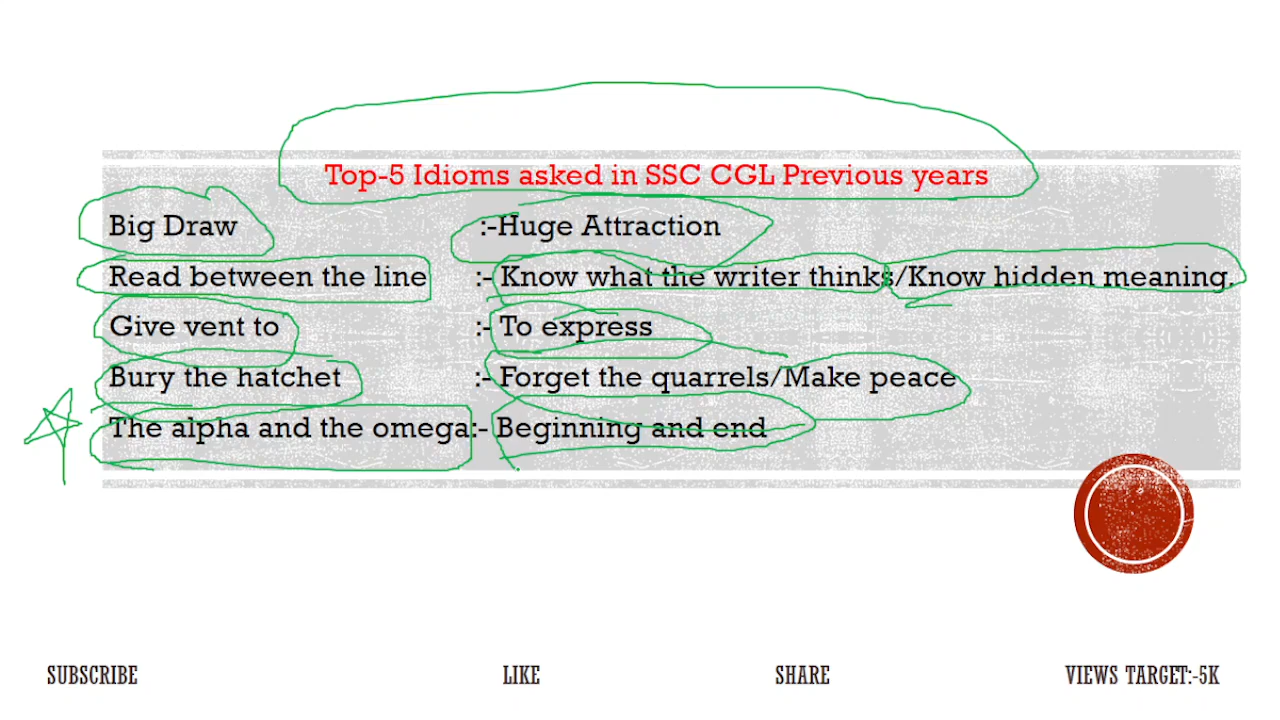 Top-5 Idioms asked in SSC CGL Previous years
Big Draw :-Huge Attraction
Read between the line :- Know what the writer thinks/Know hidden meaning.
Give vent to :- To express
Bury the hatchet :- Forget the quarrels/Make peace
The alpha and the omega:- Beginning and end
SUBSCRIBE LIKE SHARE VIEWS TARGET:-5K